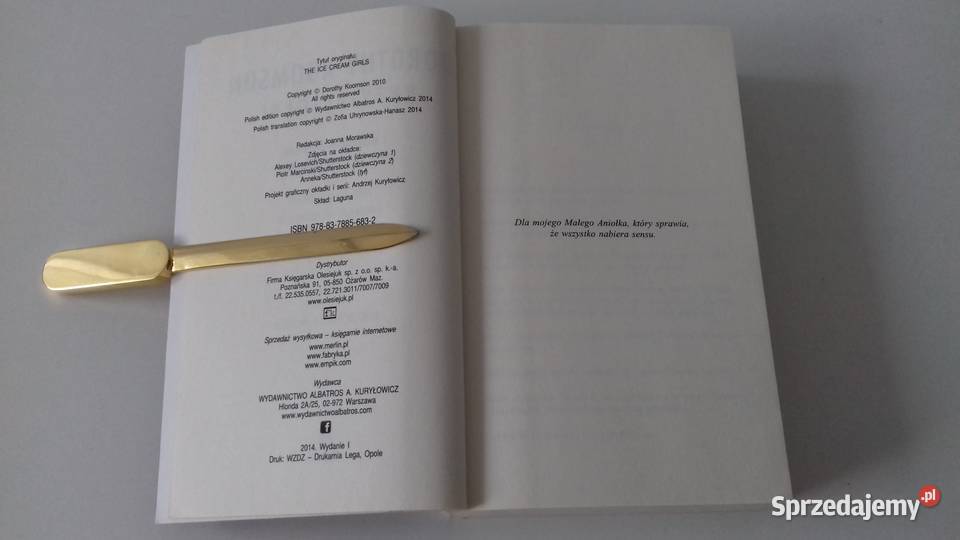 Tytuł oryginału:
THE ICE CREAM GIRLS
Copyright © Dorothy Koomson 2010
All rights reserved
Polish edition copyright © Wydawnictwo Albatros A. Kuryłowicz 2014
Polish translation copyright © Zofia Uhrynowska-Hanasz 2014
Redakcja: Joanna Morawska
Zdjęcia na okładce:
Alexey Losevich/Shutterstock (dziewczyna 1)
Piotr Marcinski/Shutterstock (dziewczyna 2)
Anneka/Shutterstock (tył)
Projekt graficzny okładki i serii: Andrzej Kuryłowicz
Skład: Laguna
ISBN 978-83-7885-683-2
Dystrybutor
Firma Księgarska Olesiejuk sp. z o.o. sp. k.-a.
Poznańska 91, 05-850 Ożarów Maz.
t./f. 22.535.0557, 22.721.3011/7007/7009
www.olesiejuk.pl
Sprzedaż wysyłkowa – księgarnie internetowe
www.merlin.pl
www.fabryka.pl
www.empik.com
Wydawca
WYDAWNICTWO ALBATROS A. KURYŁOWICZ
Hlonda 2A/25, 02-972 Warszawa
www.wydawnictwoalbatros.com
f
2014. Wydanie I
Druk: WZDZ – Drukarnia Lega, Opole
Dla mojego Małego Aniołka, który sprawia,
że wszystko nabiera sensu.
Sprzedajemy.pl